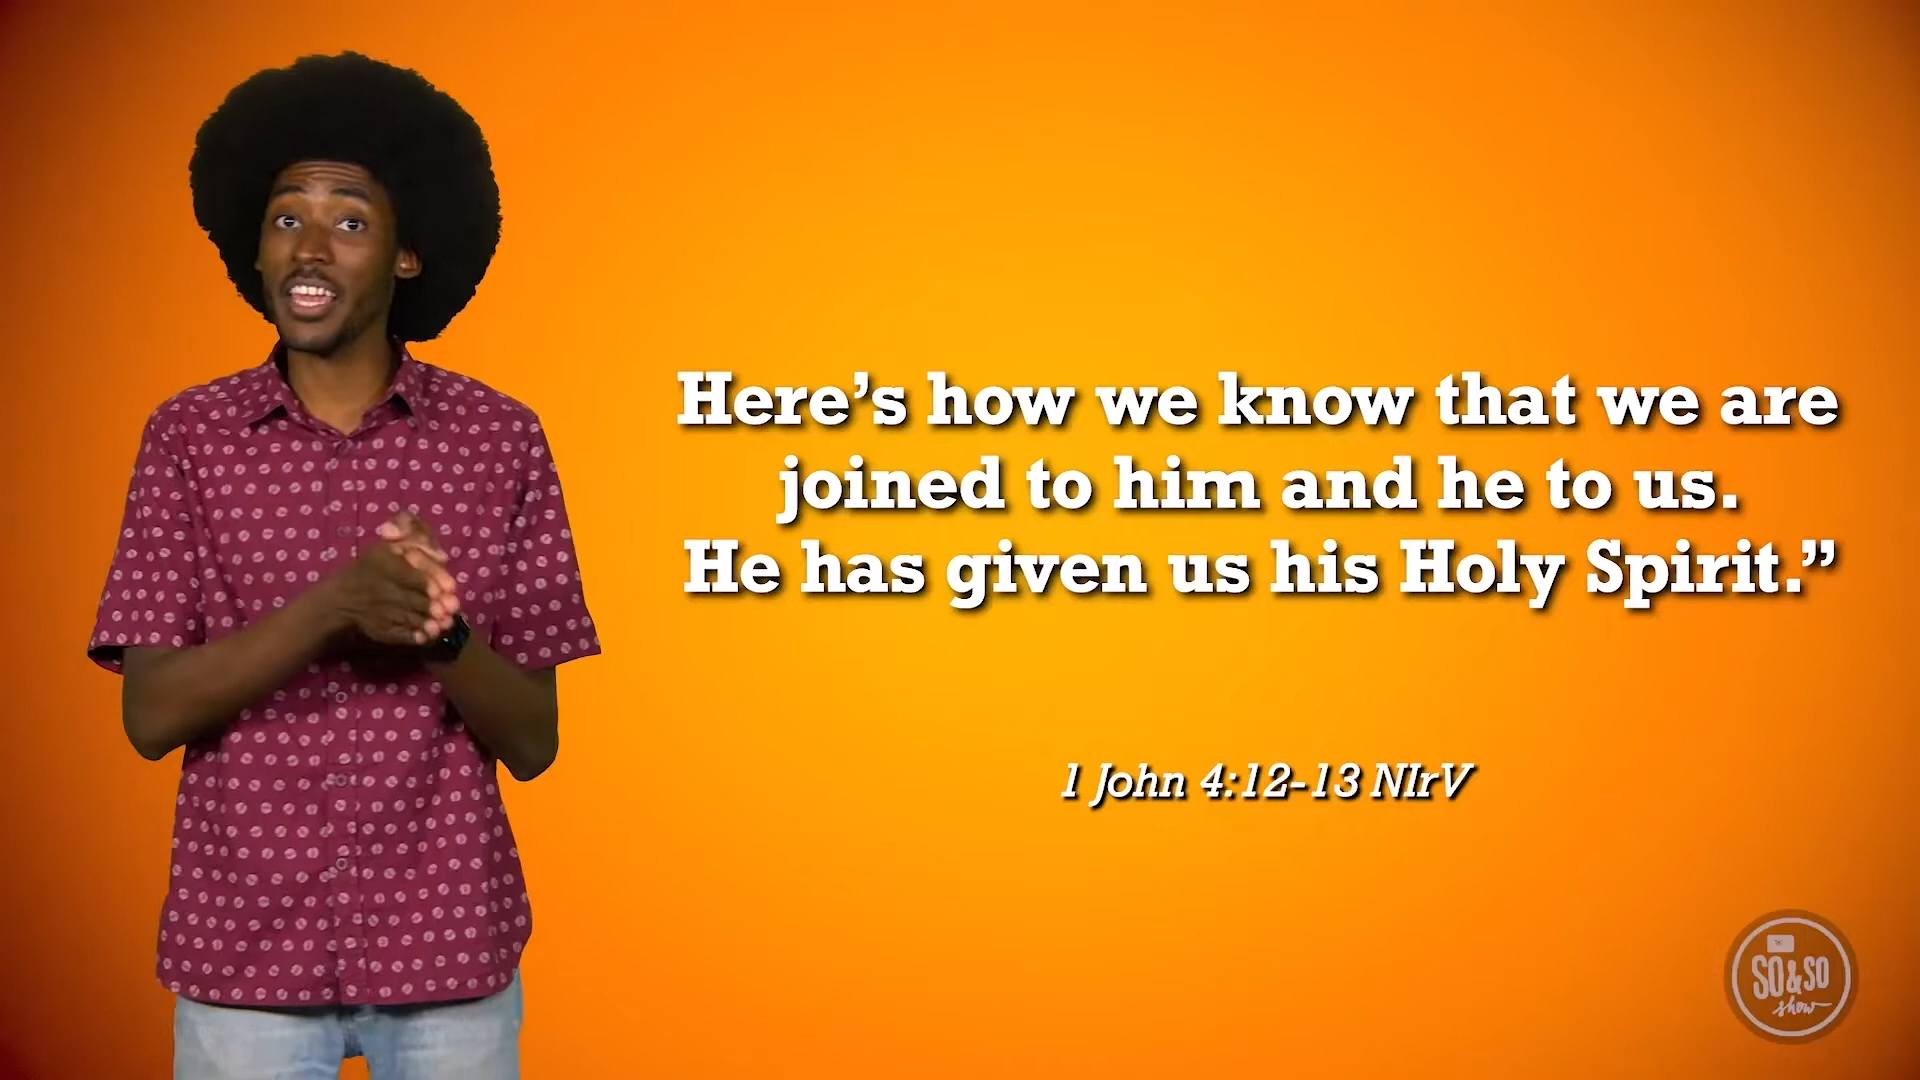 Here’s how we know that we are
joined to him and he to us.
He has given us his Holy Spirit.”
1 John 4:12-13 NIrV
SO & SO
show